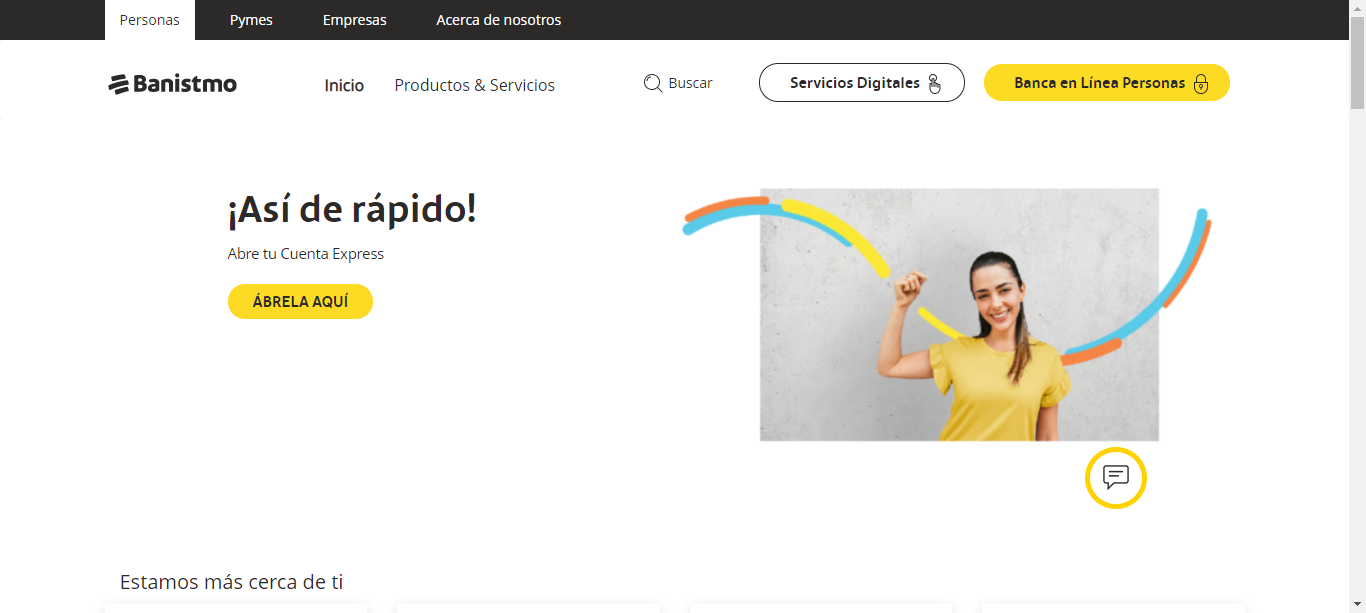 Personas Pymes Empresas Acerca de nosotros
Banistmo Inicio Productos & Servicios Buscar Servicios Digitales Banca en Línea Personas
¡Así de rápido!
Abre tu Cuenta Express
ÁBRELA AQUÍ
Estamos más cerca de ti